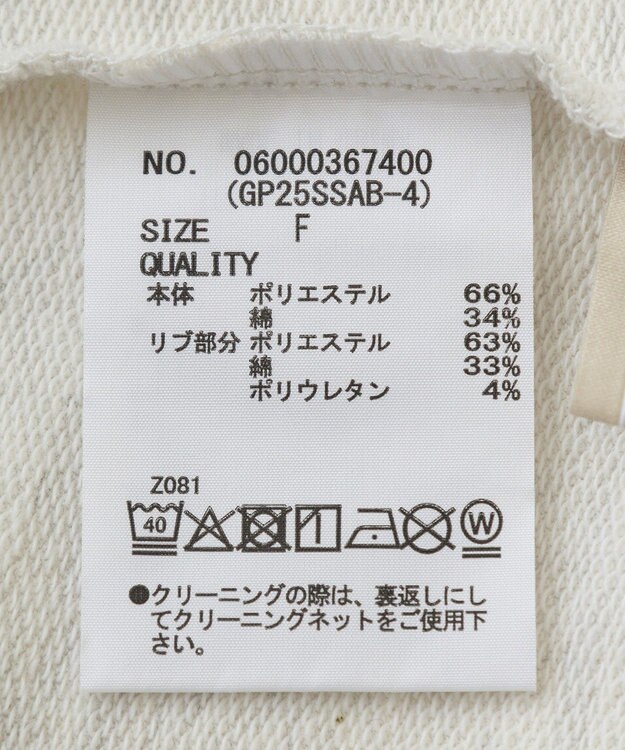 NO. 06000367400
(GP25SSAB-4)
SIZE F
QUALITY
本体 ポリエステル 66%
綿 34%
リブ部分 ポリエステル 63%
綿 33%
ポリウレタン 4%
Z081
40 W
●クリーニングの際は、裏返しにし
てクリーニングネットをご使用下
さい。